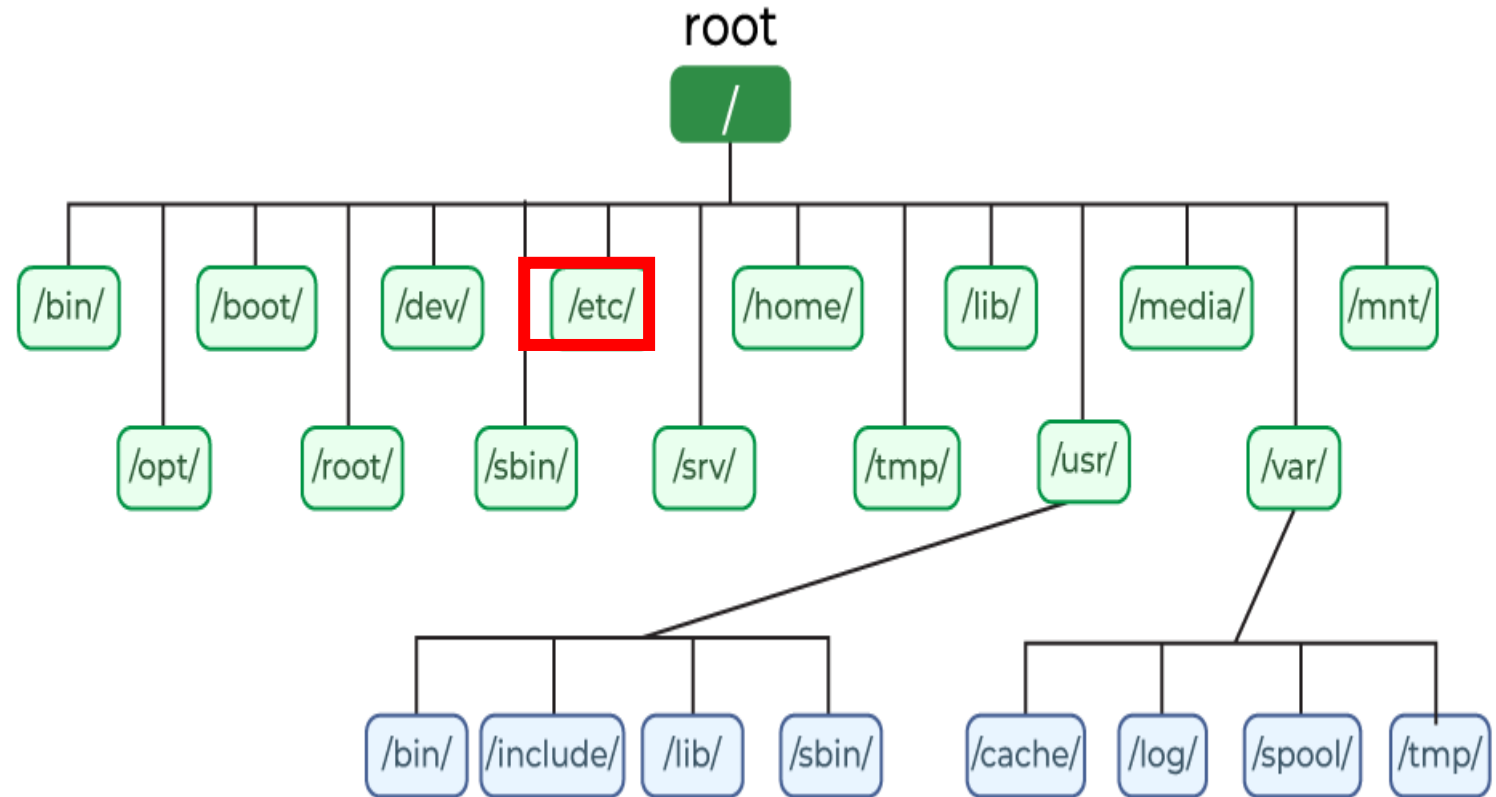 root
/
/bin/ /boot/ /dev/ /etc/ /home/ /lib/ /media/ /mnt/
/opt/ /root/ /sbin/ /srv/ /tmp/ /usr/ /var/
/bin/ /include/ /lib/ /sbin/ /cache/ /log/ /spool/ /tmp/